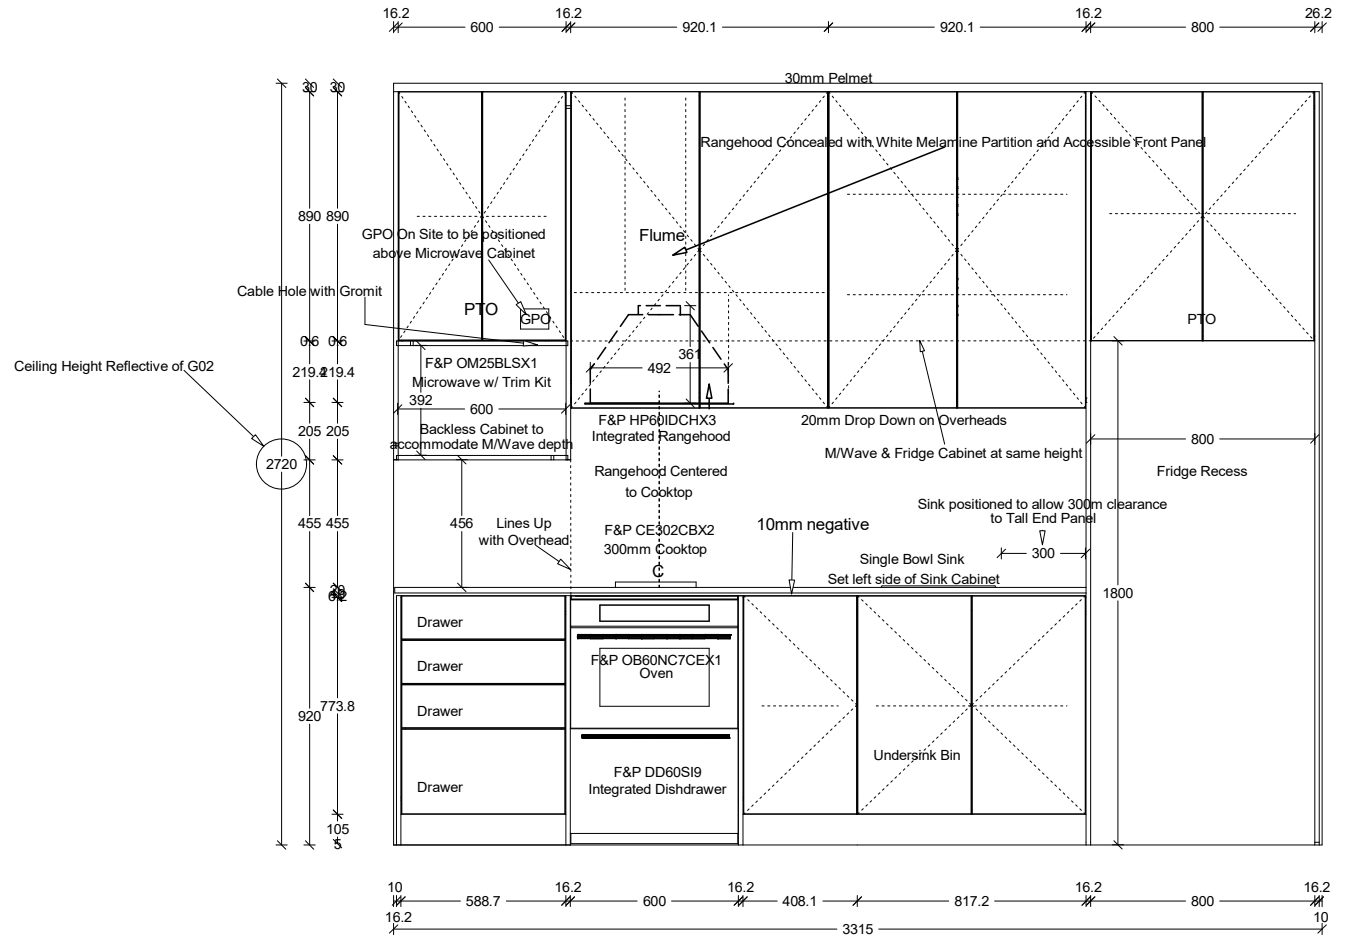 16.2 16.2 16.2 26.2
600 920.1 920.1 800
30mm Pelmet
30 30
Rangehood Concealed with White Melamine Partition and Accessible Front Panel
890 890
GPO On Site to be positioned
above Microwave Cabinet
Flume
Cable Hole with Gromit
PTO
GPO
PTO
0.6 0.6
Ceiling Height Reflective of G02
219.4 219.4
F&P OM25BLSX1
Microwave w/ Trim Kit
392
600
361
492
205 205
Backless Cabinet to
accommodate M/Wave depth
F&P HP60IDCHX3
Integrated Rangehood
20mm Drop Down on Overheads
M/Wave & Fridge Cabinet at same height
800
2720
Rangehood Centered
to Cooktop
Fridge Recess
455 455
456
Lines Up
with Overhead
F&P CE302CBX2
300mm Cooktop
C
10mm negative
Sink positioned to allow 300m clearance
to Tall End Panel
300
Single Bowl Sink
Set left side of Sink Cabinet
1800
Drawer
Drawer
Drawer
Drawer
F&P OB60NC7CEX1
Oven
920
773.8
Undersink Bin
F&P DD60SI9
Integrated Dishdrawer
105
5
10 16.2 16.2 16.2 16.2
588.7 600 408.1 817.2 800
16.2 10
3315